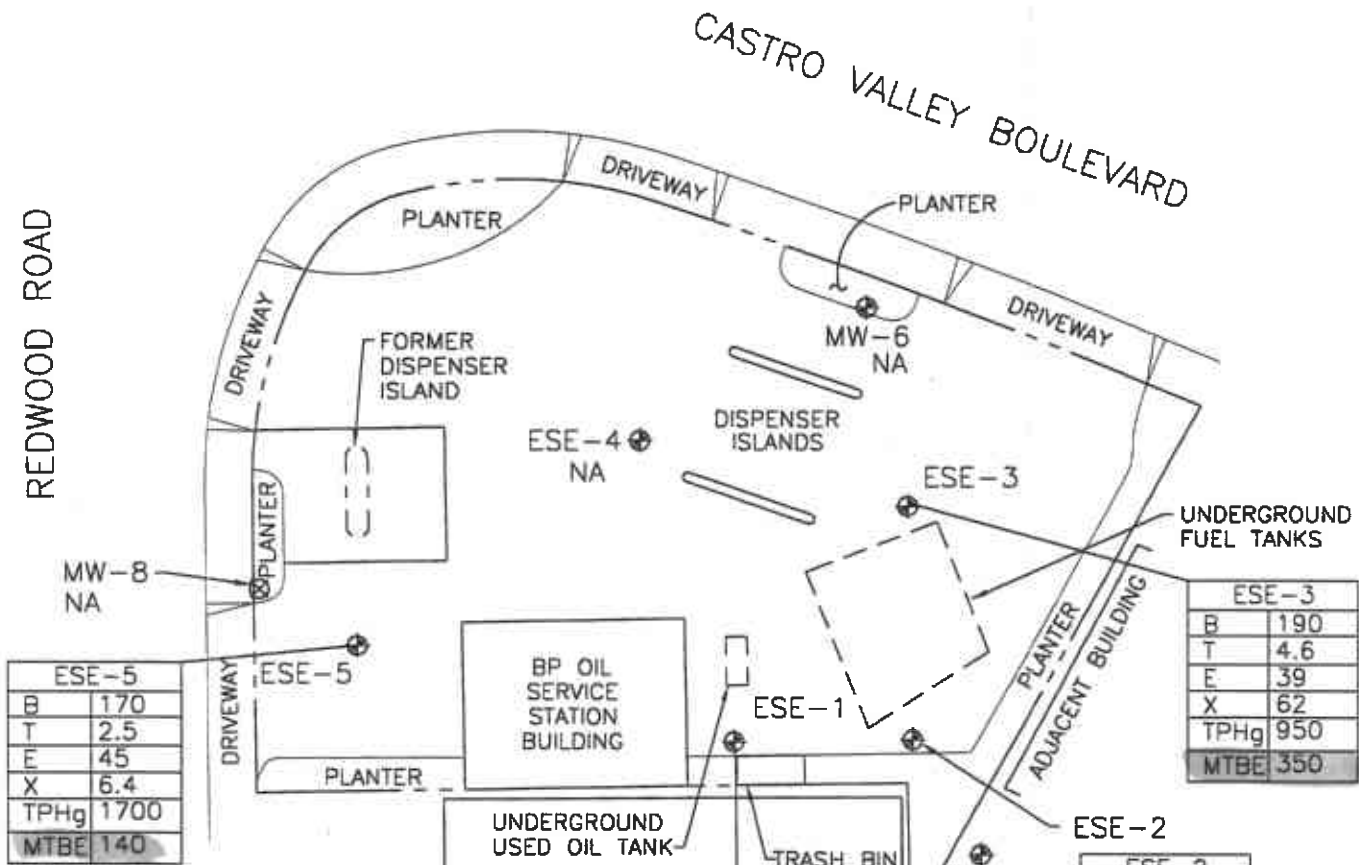 CASTRO VALLEY BOULEVARD
REDWOOD ROAD
DRIVEWAY
PLANTER
PLANTER
DRIVEWAY
DRIVEWAY
FORMER
DISPENSER
ISLAND
MW-6
NA
DISPENSER
ISLANDS
ESE-4
NA
ESE-3
UNDERGROUND
FUEL TANKS
PLANTER
MW-8
NA
ESE-5
B 170
T 2.5
E 45
X 6.4
TPHg 1700
MTBE 140
ESE-5
DRIVEWAY
BP OIL
SERVICE
STATION
BUILDING
ESE-1
PLANTER
ADJACENT BUILDING
ESE-3
B 190
T 4.6
E 39
X 62
TPHg 950
MTBE 350
PLANTER
UNDERGROUND
USED OIL TANK
TRASH BIN
ESE-2